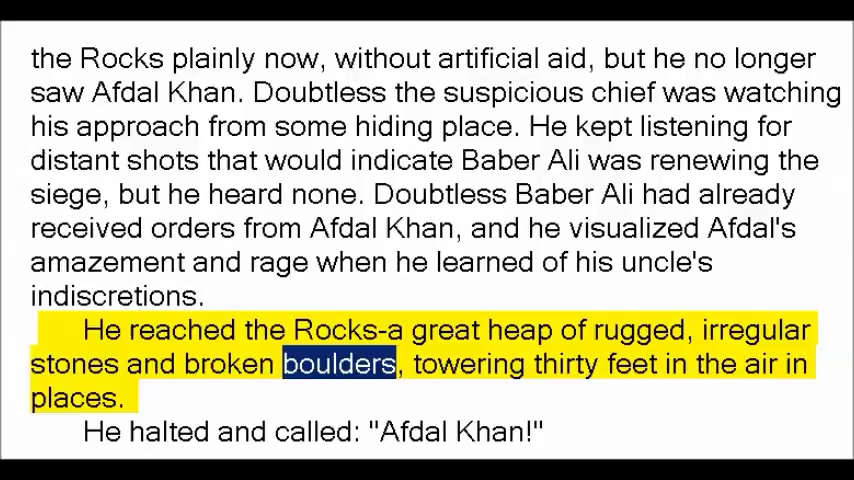 the Rocks plainly now, without artificial aid, but he no longer
saw Afdal Khan. Doubtless the suspicious chief was watching
his approach from some hiding place. He kept listening for
distant shots that would indicate Baber Ali was renewing the
siege, but he heard none. Doubtless Baber Ali had already
received orders from Afdal Khan, and he visualized Afdal's
amazement and rage when he learned of his uncle's
indiscretions.
He reached the Rocks-a great heap of rugged, irregular
stones and broken boulders, towering thirty feet in the air in
places.
He halted and called: "Afdal Khan!"